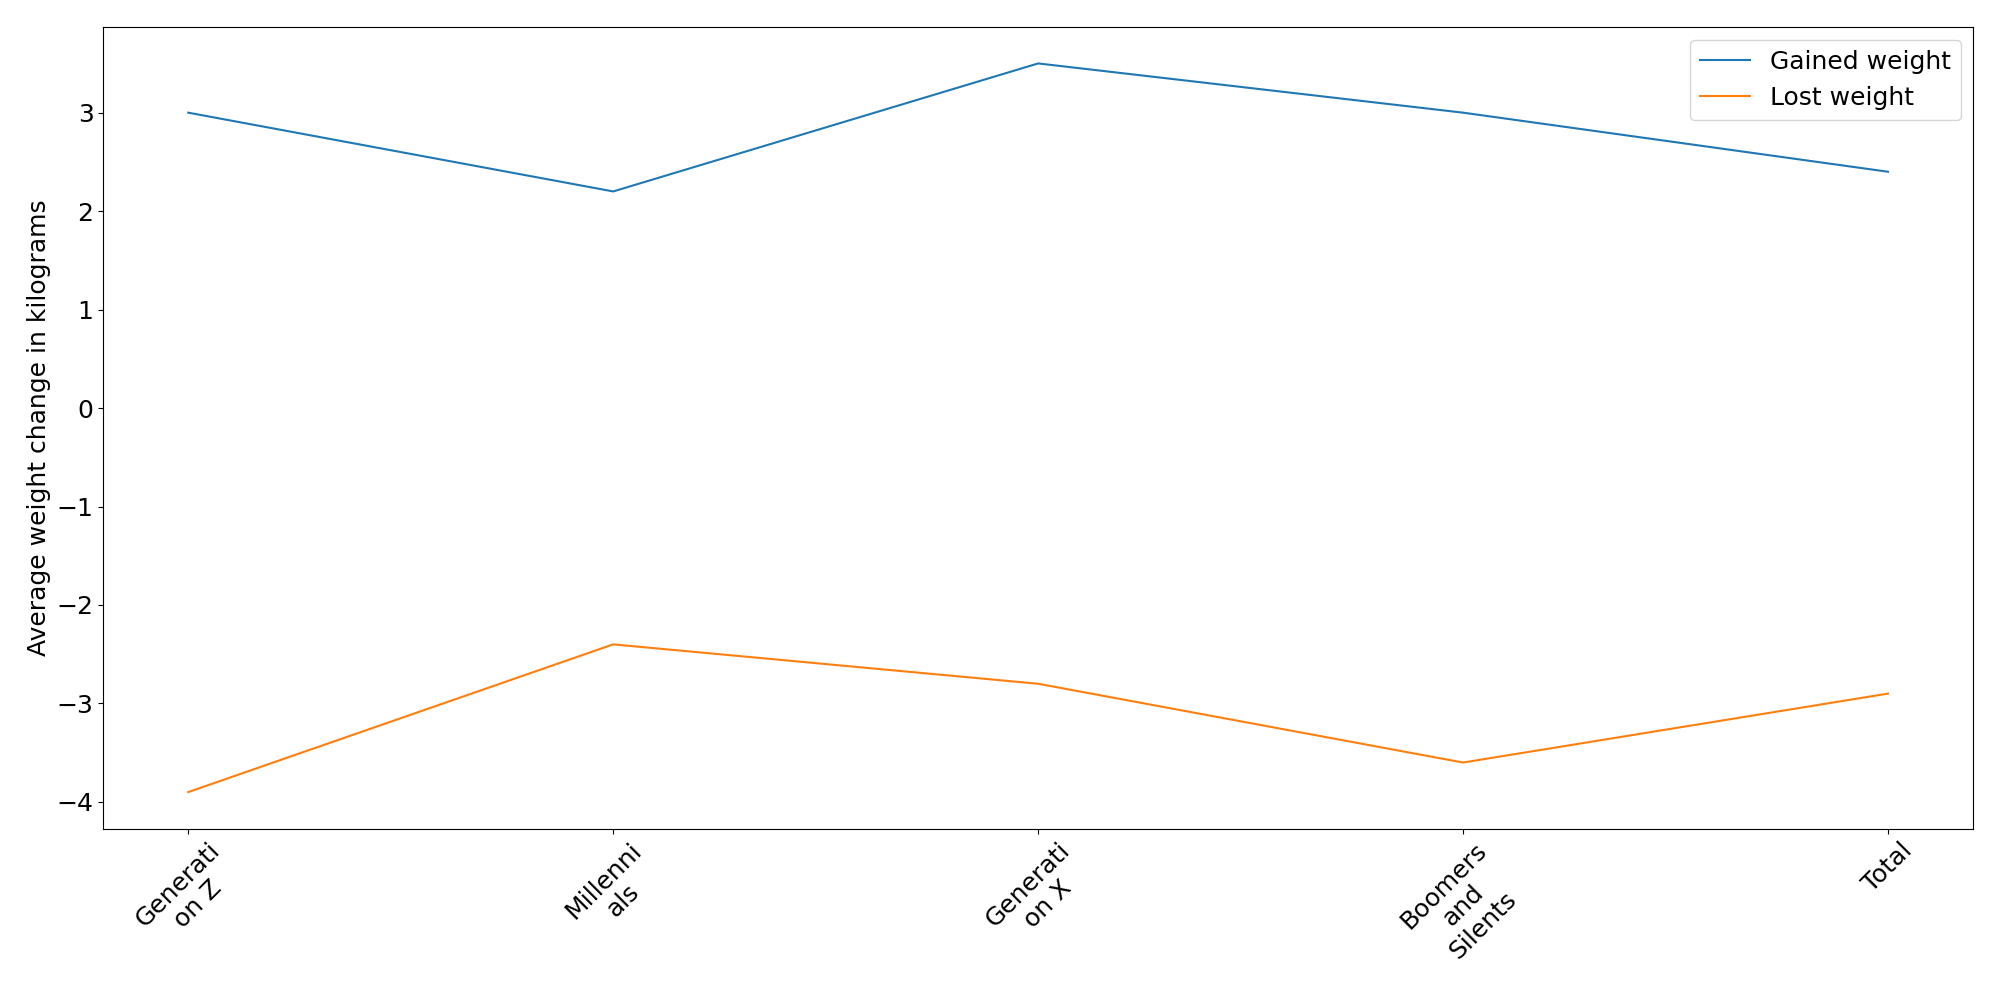 Gained weight
Lost weight
Average weight change in kilograms
3
2
1
0
−1
−2
−3
−4
Generati
on Z
Millenni
als
Generati
on X
Boomers
and
Silents
Total